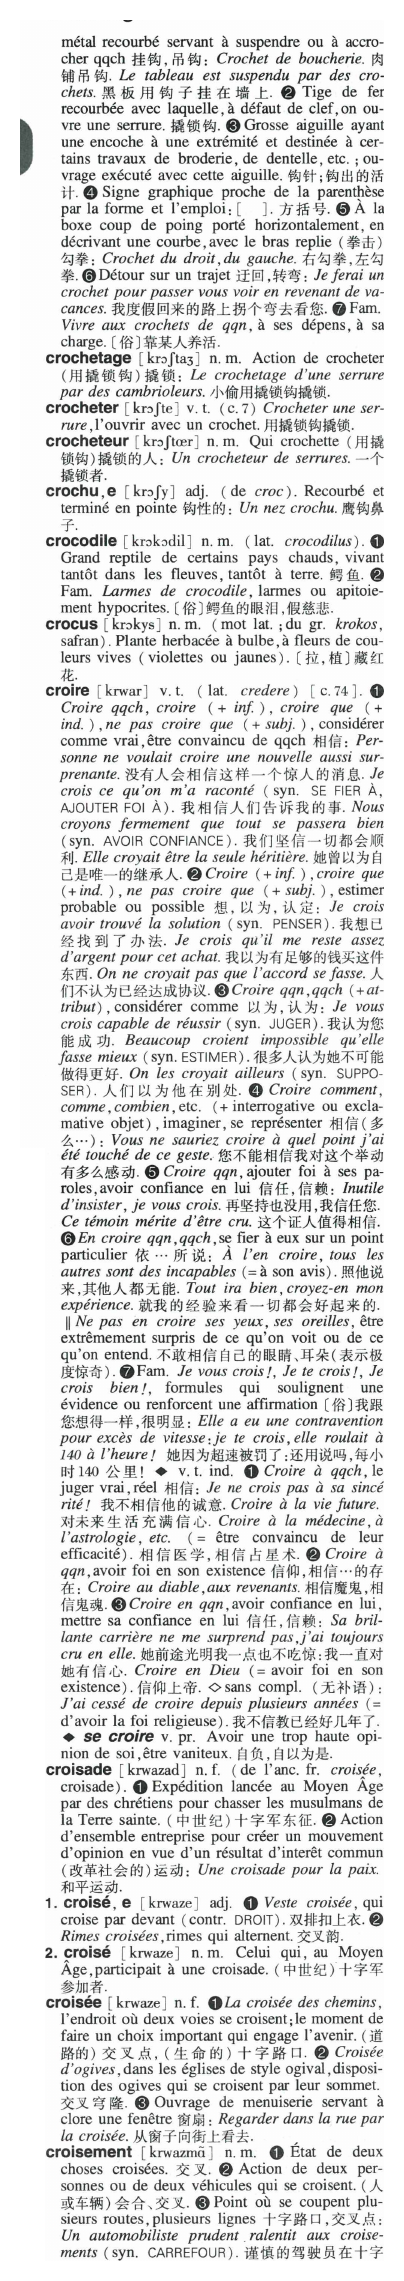 métal recourbé servant à suspendre ou à accro-
cher qqch 挂钩,吊钩: Crochet de boucherie. 肉
铺吊钩. Le tableau est suspendu par des cro-
chets. 黑板用钩子挂在墙上. ❷ Tige de fer
recourbée avec laquelle,à défaut de clef,on ou-
vre une serrure. 撬锁钩. ❸ Grosse aiguille ayant
une encoche à une extrémité et destinée à cer-
tains travaux de broderie, de dentelle, etc. ; ou-
vrage exécuté avec cette aiguille. 钩针;钩出的活
计. ❹ Signe graphique proche de la parenthèse
par la forme et l'emploi: [ ]. 方括号. ❺ À la
boxe coup de poing porté horizontalement, en
décrivant une courbe,avec le bras replie (拳击)
勾拳: Crochet du droit,du gauche. 右勾拳,左勾
拳. ❻ Détour sur un trajet 迂回,转弯: Je ferai un
crochet pour passer vous voir en revenant de va-
cances. 我度假回来的路上拐个弯去看您. ❼ Fam.
Vivre aux crochets de qqn, à ses dépens, à sa
charge. [俗]靠某人养活.
crochetage [krɔʃtaʒ] n. m. Action de crocheter
(用撬锁钩)撬锁: Le crochetage d'une serrure
par des cambrioleurs. 小偷用撬锁钩撬锁.
crocheter [krɔʃte] v. t. (c. 7) Crocheter une ser-
rure,l'ouvrir avec un crochet. 用撬锁钩撬锁.
crocheteur [krɔʃtœr] n. m. Qui crochette (用撬
锁钩)撬锁的人: Un crocheteur de serrures. 一个
撬锁者.
crochu,e [krɔʃy] adj. (de croc). Recourbé et
terminé en pointe 钩性的: Un nez crochu. 鹰钩鼻
子.
crocodile [krɔkɔdil] n. m. (lat. crocodilus). ❶
Grand reptile de certains pays chauds, vivant
tantôt dans les fleuves, tantôt à terre. 鳄鱼. ❷
Fam. Larmes de crocodile, larmes ou apitoie-
ment hypocrites. [俗]鳄鱼的眼泪,假慈悲.
crocus [krɔkys] n. m. (mot lat. ;du gr. krokos,
safran). Plante herbacée à bulbe,à fleurs de cou-
leurs vives (violettes ou jaunes). [拉,植]藏红
花.
croire [krwar] v. t. (lat. credere) [c. 74]. ❶
Croire qqch, croire (+ inf.), croire que (+
ind.),ne pas croire que (+ subj.), considérer
comme vrai,être convaincu de qqch 相信: Per-
sonne ne voulait croire une nouvelle aussi sur-
prenante. 没有人会相信这样一个惊人的消息. Je
crois ce qu'on m'a raconté (syn. SE FIER À,
AJOUTER FOI À). 我相信人们告诉我的事. Nous
croyons fermement que tout se passera bien
(syn. AVOIR CONFIANCE). 我们坚信一切都会顺
利. Elle croyait être la seule héritière. 她曾以为自
己是唯一的继承人. ❷ Croire (+inf.),croire que
(+ind.), ne pas croire que (+subj.), estimer
probable ou possible 想,以为,认定: Je crois
avoir trouvé la solution (syn. PENSER). 我想已
经找到了办法. Je crois qu'il me reste assez
d'argent pour cet achat. 我以为有足够的钱买这件
东西. On ne croyait pas que l'accord se fasse. 人
们不认为已经达成协议. ❸ Croire qqn,qqch (+at-
tribut), considérer comme 以为,认为: Je vous
crois capable de réussir (syn. JUGER). 我认为您
能成功. Beaucoup croient impossible qu'elle
fasse mieux (syn. ESTIMER). 很多人认为她不可能
做得更好. On les croyait ailleurs (syn. SUPPO-
SER). 人们以为他在别处. ❹ Croire comment,
comme,combien,etc. (+ interrogative ou excla-
mative objet), imaginer, se représenter 相信(多
么…): Vous ne sauriez croire à quel point j'ai
été touché de ce geste. 您不能相信我对这个举动
有多么感动. ❺ Croire qqn, ajouter foi à ses pa-
roles,avoir confiance en lui 信任,信赖: Inutile
d'insister, je vous crois. 再坚持也没用,我信任您.
Ce témoin mérite d'être cru. 这个证人值得相信.
❻ En croire qqn,qqch,se fier à eux sur un point
particulier 依…所说: À l'en croire, tous les
autres sont des incapables (=à son avis). 照他说
来,其他人都无能. Tout ira bien, croyez-en mon
expérience. 就我的经验来看一切都会好起来的.
‖ Ne pas en croire ses yeux, ses oreilles, être
extrêmement surpris de ce qu'on voit ou de ce
qu'on entend. 不敢相信自己的眼睛、耳朵(表示极
度惊奇). ❼ Fam. Je vous crois!, Je te crois!, Je
crois bien!, formules qui soulignent une
évidence ou renforcent une affirmation [俗]我跟
您想得一样,很明显: Elle a eu une contravention
pour excès de vitesse;je te crois,elle roulait à
140 à l'heure! 她因为超速被罚了:还用说吗,每小
时140 公里! ◆ v. t. ind. ❶ Croire à qqch, le
juger vrai,réel 相信: Je ne crois pas à sa sincé
rité! 我不相信他的诚意. Croire à la vie future.
对未来生活充满信心. Croire à la médecine, à
l'astrologie, etc. (= être convaincu de leur
efficacité). 相信医学,相信占星术. ❷ Croire à
qqn,avoir foi en son existence 信仰,相信…的存
在: Croire au diable,aux revenants. 相信魔鬼,相
信鬼魂. ❸ Croire en qqn,avoir confiance en lui,
mettre sa confiance en lui 信任,信赖: Sa bril-
lante carrière ne me surprend pas,j'ai toujours
cru en elle. 她前途光明我一点也不吃惊:我一直对
她有信心. Croire en Dieu (= avoir foi en son
existence). 信仰上帝. ◇sans compl. (无补语):
J'ai cessé de croire depuis plusieurs années (=
d'avoir la foi religieuse). 我不信教已经好几年了.
◆ se croire v. pr. Avoir une trop haute opi-
nion de soi,être vaniteux. 自负,自以为是.
croisade [krwazad] n. f. (de l'anc. fr. croisée,
croisade). ❶ Expédition lancée au Moyen Âge
par des chrétiens pour chasser les musulmans de
la Terre sainte. (中世纪)十字军东征. ❷ Action
d'ensemble entreprise pour créer un mouvement
d'opinion en vue d'un résultat d'interêt commun
(改革社会的)运动: Une croisade pour la paix.
和平运动.
1. croisé, e [krwaze] adj. ❶ Veste croisée, qui
croise par devant (contr. DROIT). 双排扣上衣. ❷
Rimes croisées,rimes qui alternent. 交叉韵.
2. croisé [krwaze] n. m. Celui qui, au Moyen
Âge,participait à une croisade. (中世纪)十字军
参加者.
croisée [krwaze] n. f. ❶ La croisée des chemins,
l'endroit où deux voies se croisent;le moment de
faire un choix important qui engage l'avenir. (道
路的)交叉点,(生命的)十字路口. ❷ Croisée
d'ogives,dans les églises de style ogival,disposi-
tion des ogives qui se croisent par leur sommet.
交叉穹隆. ❸ Ouvrage de menuiserie servant à
clore une fenêtre 窗扇: Regarder dans la rue par
la croisée. 从窗子向街上看去.
croisement [krwazmɑ̃] n. m. ❶ État de deux
choses croisées. 交叉. ❷ Action de deux per-
sonnes ou de deux véhicules qui se croisent. (人
或车辆)会合、交叉. ❸ Point où se coupent plu-
sieurs routes,plusieurs lignes 十字路口,交叉点:
Un automobiliste prudent ralentit aux croise-
ments (syn. CARREFOUR). 谨慎的驾驶员在十字